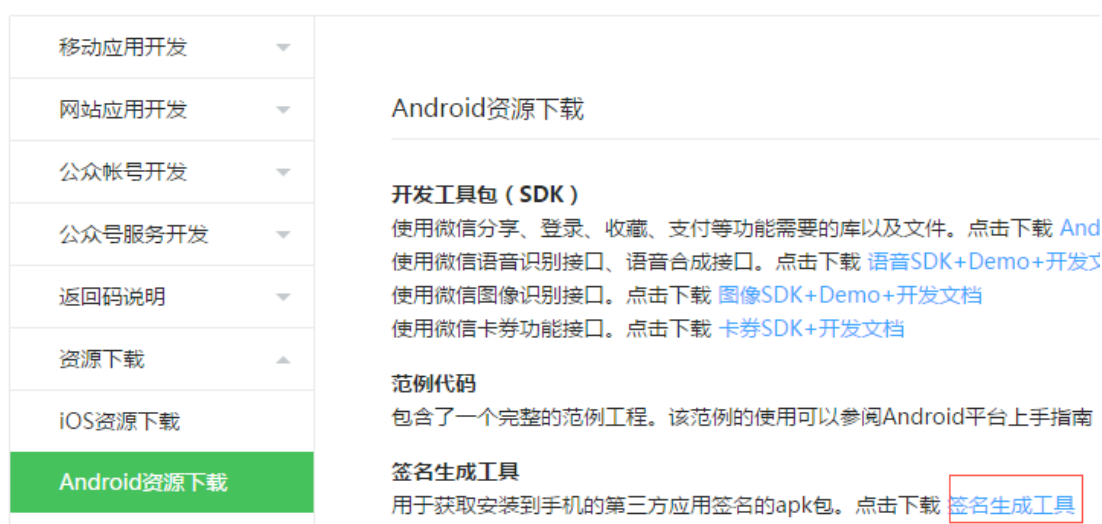 移动应用开发
网站应用开发
公众帐号开发
公众号服务开发
返回码说明
资源下载
iOS资源下载
Android资源下载
Android资源下载
开发工具包（SDK）
使用微信分享、登录、收藏、支付等功能需要的库以及文件。点击下载 And
使用微信语音识别接口、语音合成接口。点击下载 语音SDK+Demo+开发文
使用微信图像识别接口。点击下载 图像SDK+Demo+开发文档
使用微信卡券功能接口。点击下载 卡券SDK+开发文档
范例代码
包含了一个完整的范例工程。该范例的使用可以参阅Android平台上手指南
签名生成工具
用于获取安装到手机的第三方应用签名的apk包。点击下载 签名生成工具